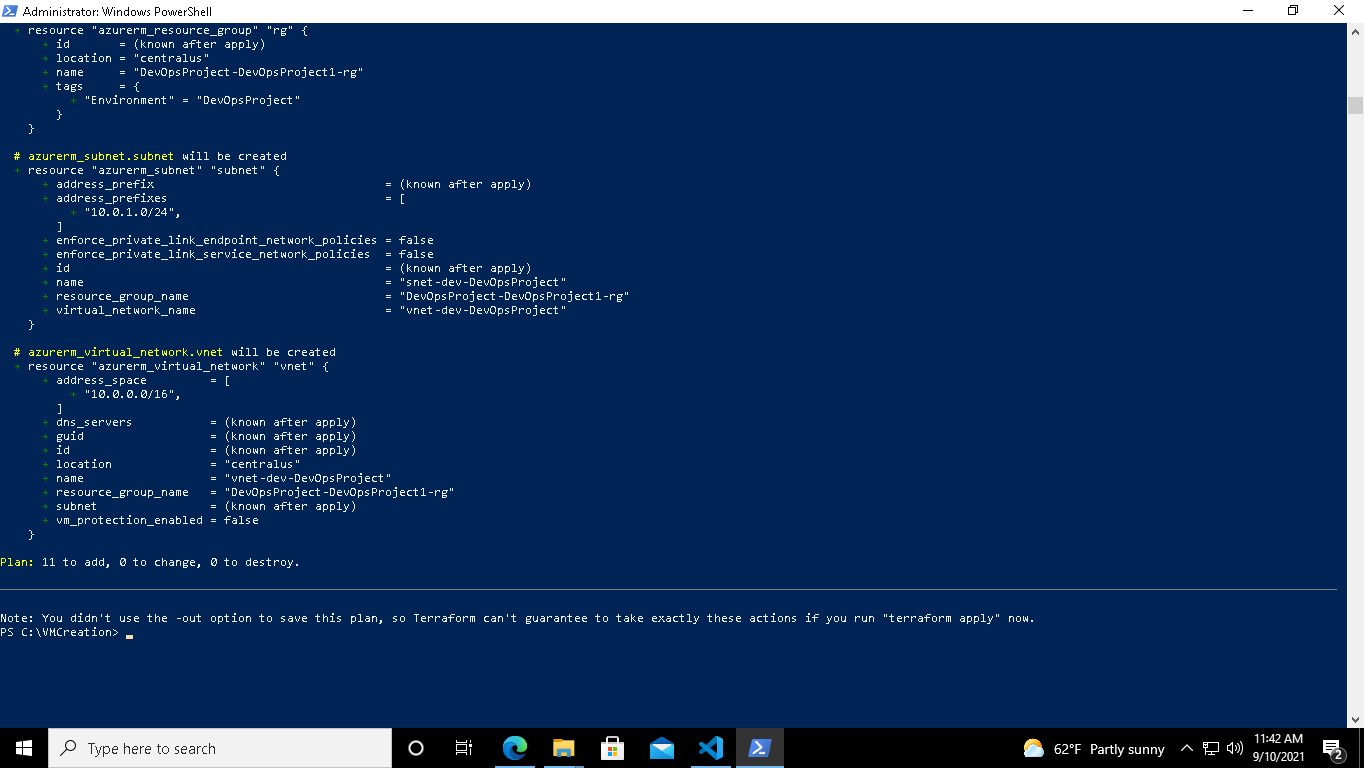 Administrator: Windows PowerShell
+ resource "azurerm_resource_group" "rg" {
+ id       = (known after apply)
+ location = "centralus"
+ name     = "DevOpsProject-DevOpsProject1-rg"
+ tags     = {
+ "Environment" = "DevOpsProject"
}
}
# azurerm_subnet.subnet will be created
+ resource "azurerm_subnet" "subnet" {
+ address_prefix                                 = (known after apply)
+ address_prefixes                               = [
+ "10.0.1.0/24",
]
+ enforce_private_link_endpoint_network_policies = false
+ enforce_private_link_service_network_policies  = false
+ id                                             = (known after apply)
+ name                                           = "snet-dev-DevOpsProject"
+ resource_group_name                            = "DevOpsProject-DevOpsProject1-rg"
+ virtual_network_name                           = "vnet-dev-DevOpsProject"
}
# azurerm_virtual_network.vnet will be created
+ resource "azurerm_virtual_network" "vnet" {
+ address_space         = [
+ "10.0.0.0/16",
]
+ dns_servers           = (known after apply)
+ guid                  = (known after apply)
+ id                    = (known after apply)
+ location              = "centralus"
+ name                  = "vnet-dev-DevOpsProject"
+ resource_group_name   = "DevOpsProject-DevOpsProject1-rg"
+ subnet                = (known after apply)
+ vm_protection_enabled = false
}
Plan: 11 to add, 0 to change, 0 to destroy.
Note: You didn't use the -out option to save this plan, so Terraform can't guarantee to take exactly these actions if you run "terraform apply" now.
PS C:\VMCreation> _
Type here to search
62°F Partly sunny
11:42 AM
9/10/2021
2